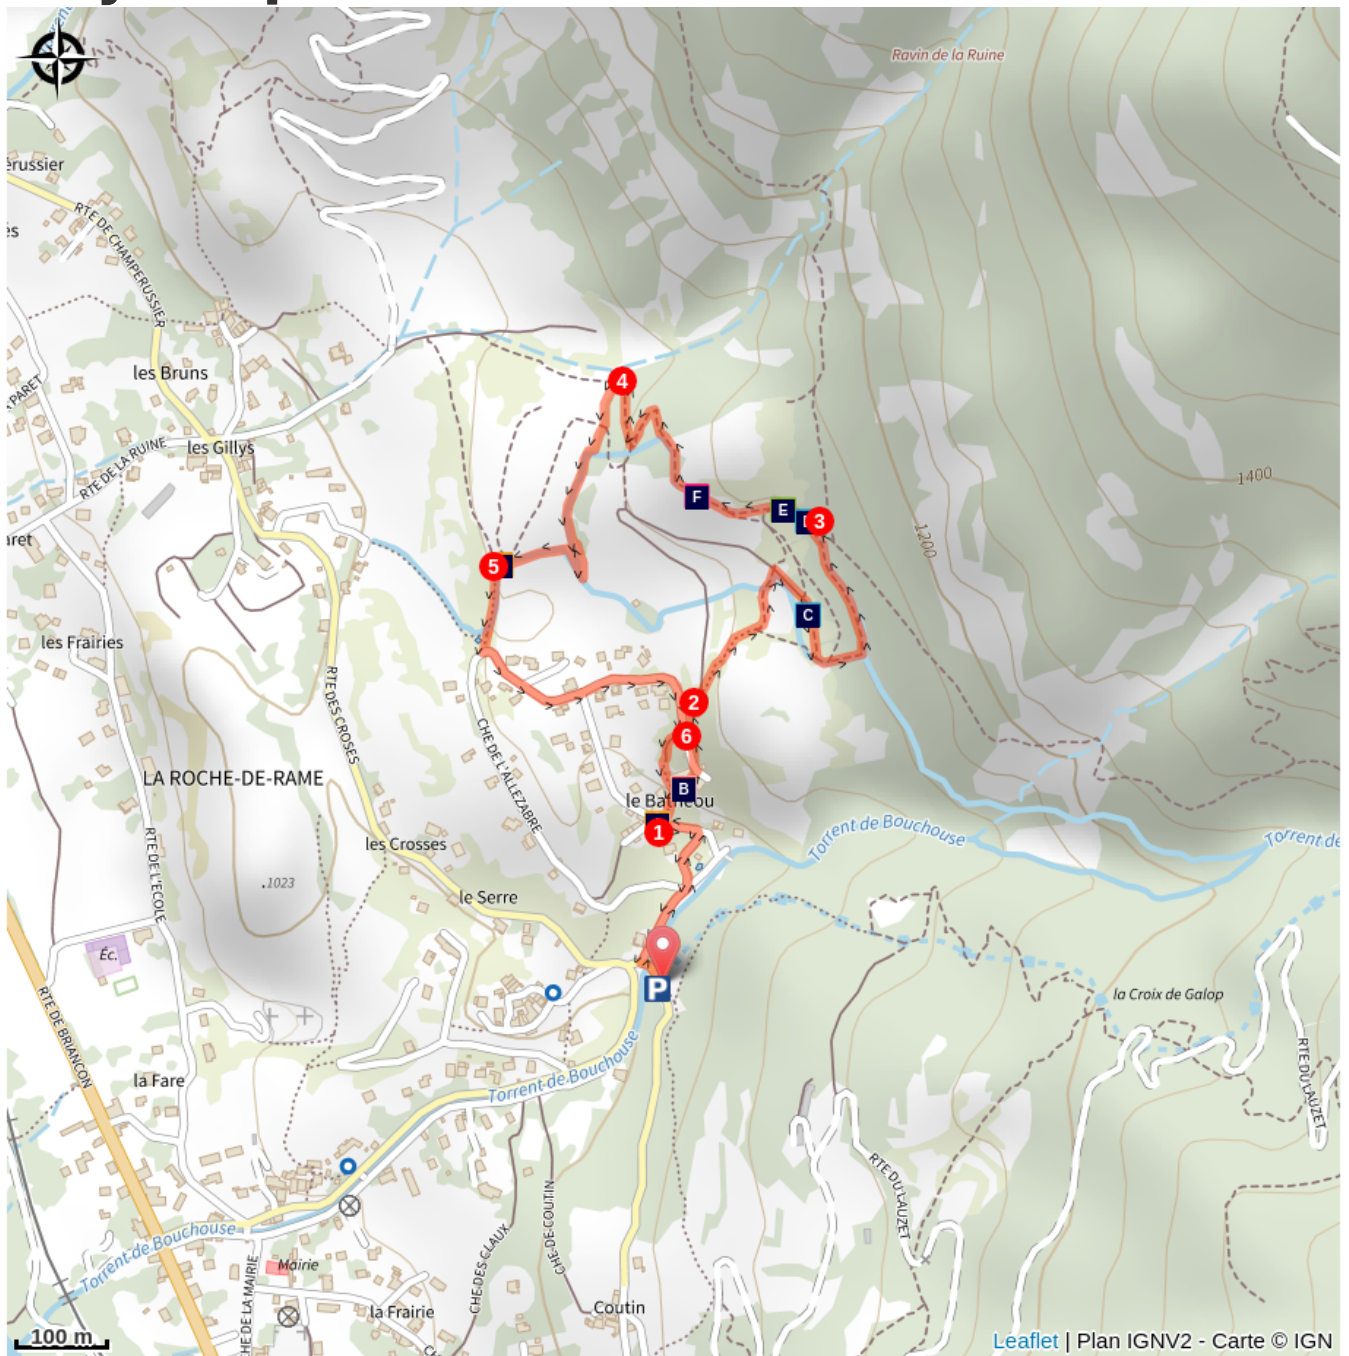 Ravin de la Ruine
érussier
RTE DE CHAMPERUSSIER
es
les Bruns
PARET
les Gillys
RTE DE LA RUINE
aret
les Frairies
RTE DES CROSES
LA ROCHE-DE-RAME
RTE DE L'ECOLE
CHE DE L'ALLEZABRE
4
F
E
3
1400
1200
5
C
2
6
B
1
Torrent de Bouchouse
Torrent de
les Crosses
.1023
le Serre
Éc.
RTE DE BRIANCON
P
la Croix de Galop
RTE DU LAUZET
la Fare
Torrent de Bouchouse
RTE DU LAUZET
CHE DE COUTIN
CHE DES CLAUX
Torrent de Bouchouse
Mairie
CHE DE LA MAIRIE
la Frairie
Coutin
100 m
Leaflet | Plan IGNV2 - Carte © IGN